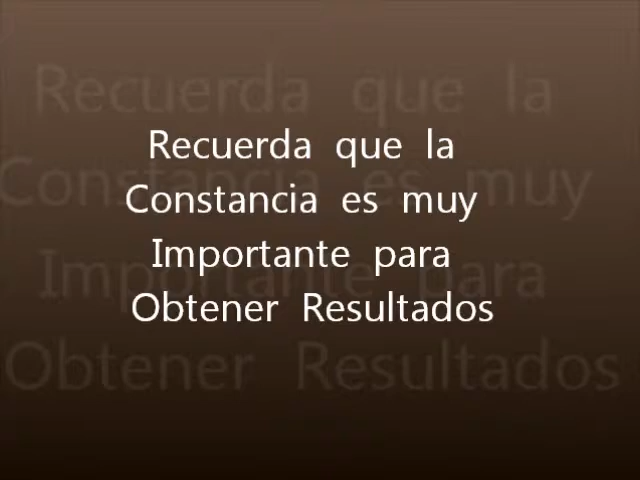 Recuerda que la
Constancia es muy
Importante para
Obtener Resultados